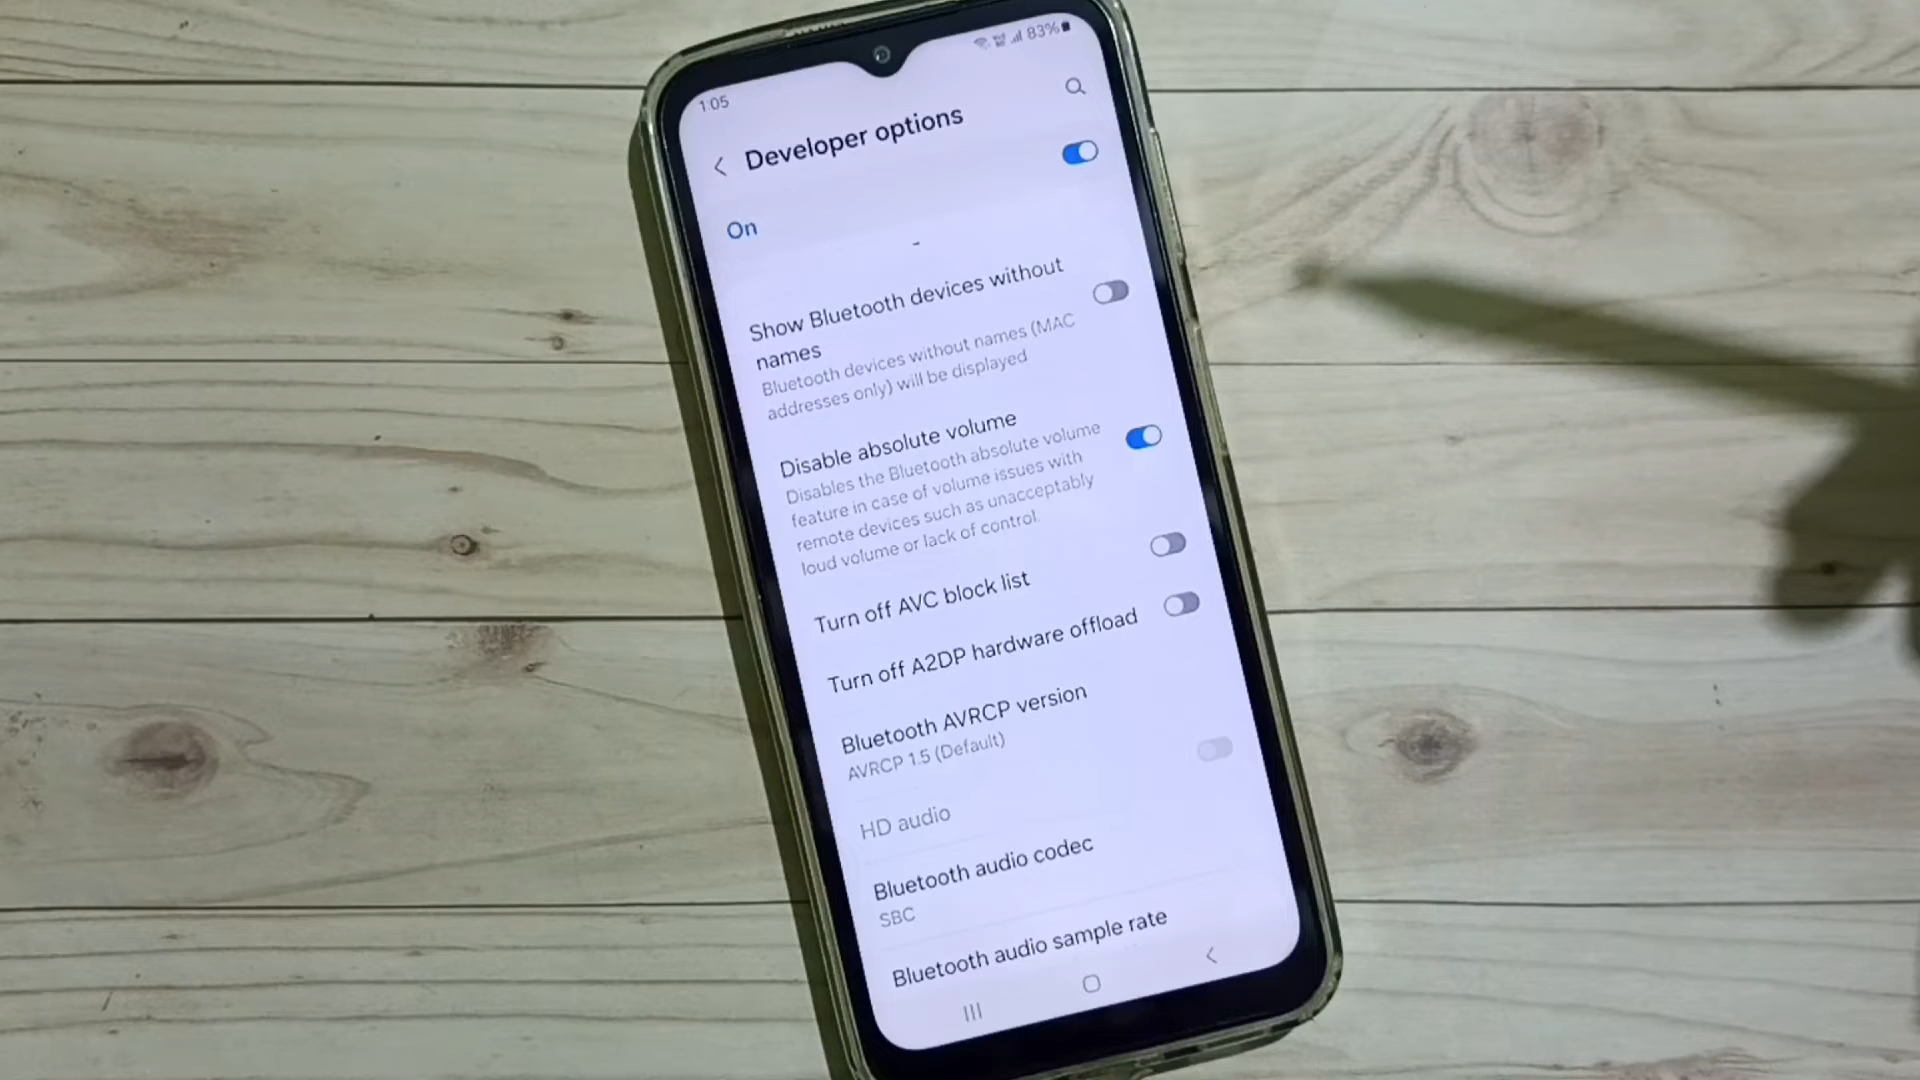 1:05
83%
Developer options
On
Show Bluetooth devices without
names
Bluetooth devices without names (MAC
addresses only) will be displayed
Disable absolute volume
Disables the Bluetooth absolute volume
feature in case of volume issues with
remote devices such as unacceptably
loud volume or lack of control.
Turn off AVC block list
Turn off A2DP hardware offload
Bluetooth AVRCP version
AVRCP 1.5 (Default)
HD audio
Bluetooth audio codec
SBC
Bluetooth audio sample rate